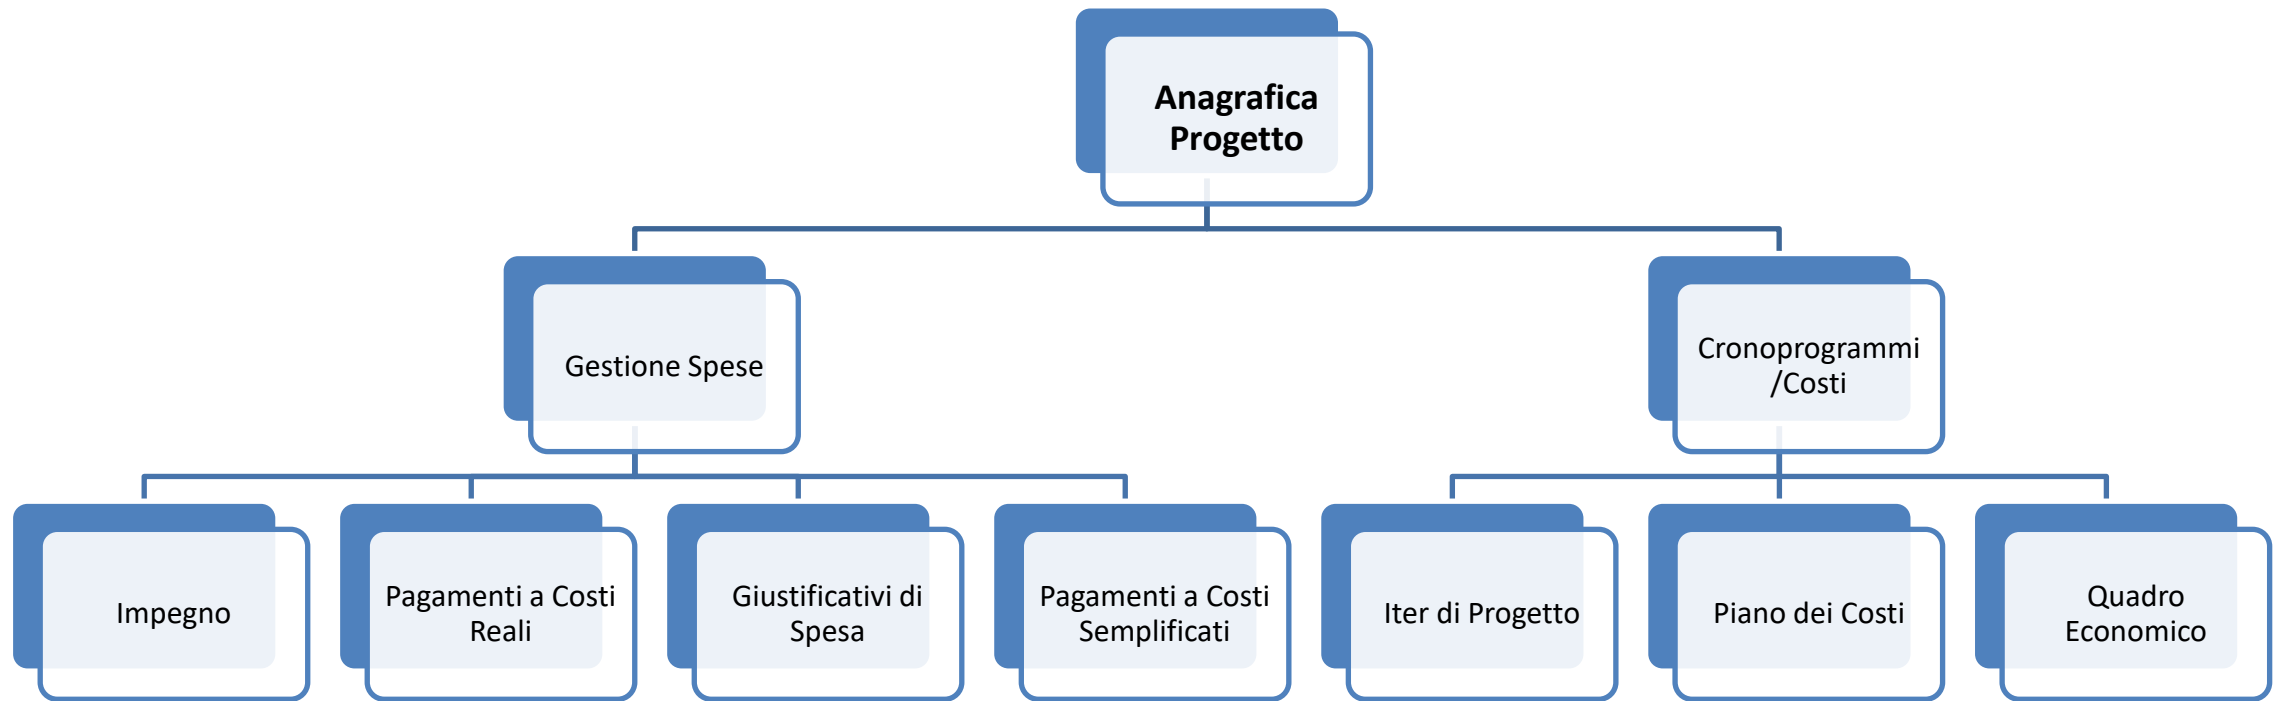 Anagrafica
Progetto
Gestione Spese
Cronoprogrammi
/Costi
Impegno
Pagamenti a Costi
Reali
Giustificativi di
Spesa
Pagamenti a Costi
Semplificati
Iter di Progetto
Piano dei Costi
Quadro
Economico